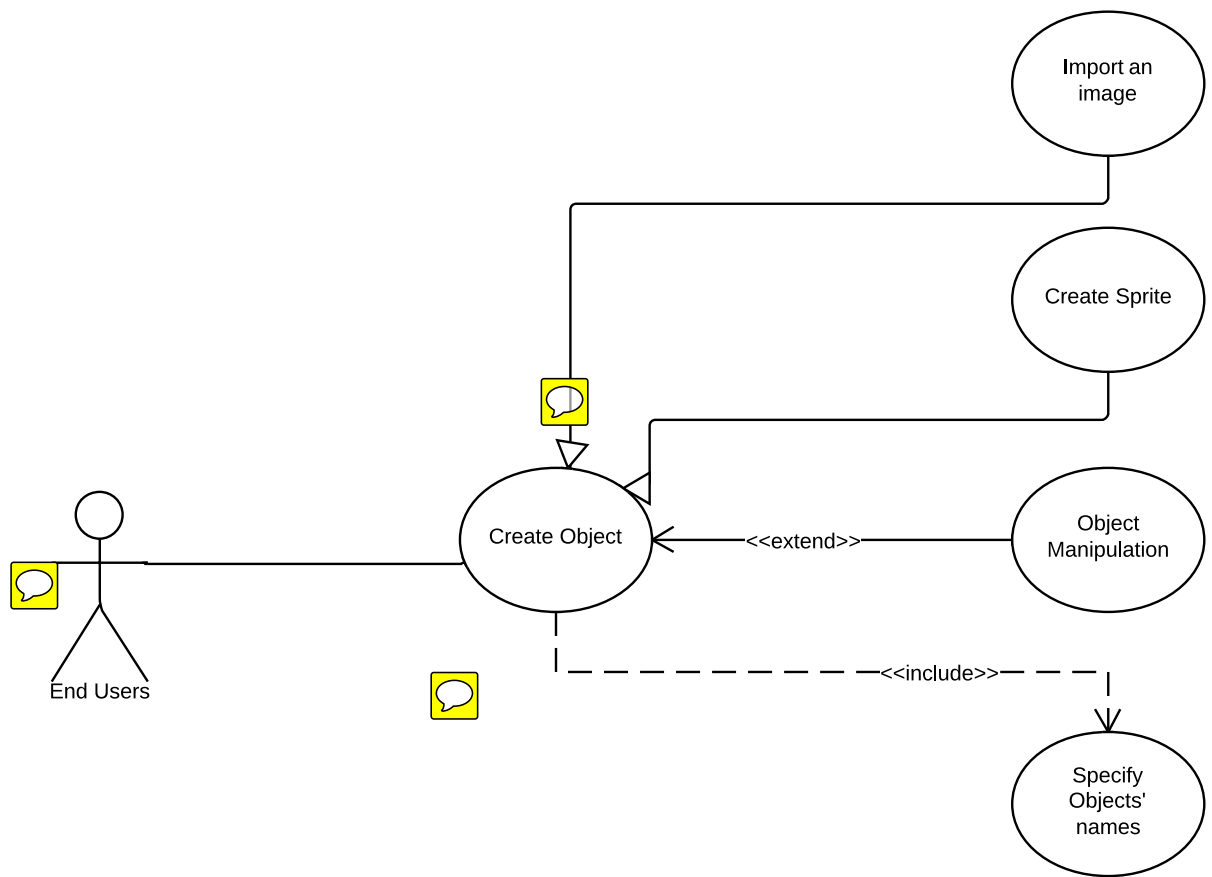 Import an
image
Create Sprite
Create Object
<<extend>>
Object
Manipulation
<<include>>
End Users
Specify
Objects'
names